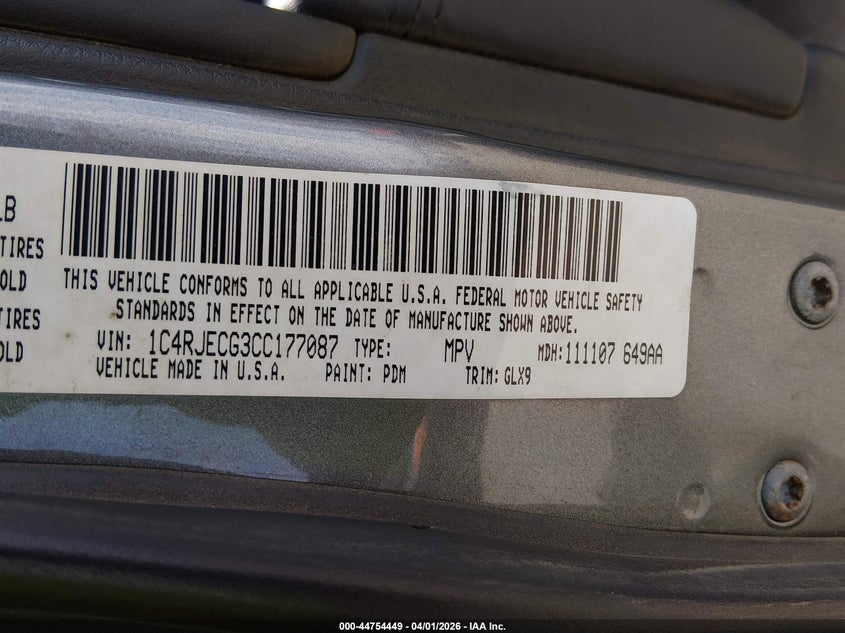 LB
TIRES
OLD
TIRES
OLD
THIS VEHICLE CONFORMS TO ALL APPLICABLE U.S.A. FEDERAL MOTOR VEHICLE SAFETY
STANDARDS IN EFFECT ON THE DATE OF MANUFACTURE SHOWN ABOVE.
VIN: 1C4RJECG3CC177087 TYPE: MPV MDH:111107 649AA
VEHICLE MADE IN U.S.A. PAINT: PDM TRIM: GLX9
000-44754449 - 04/01/2026 - IAA Inc.